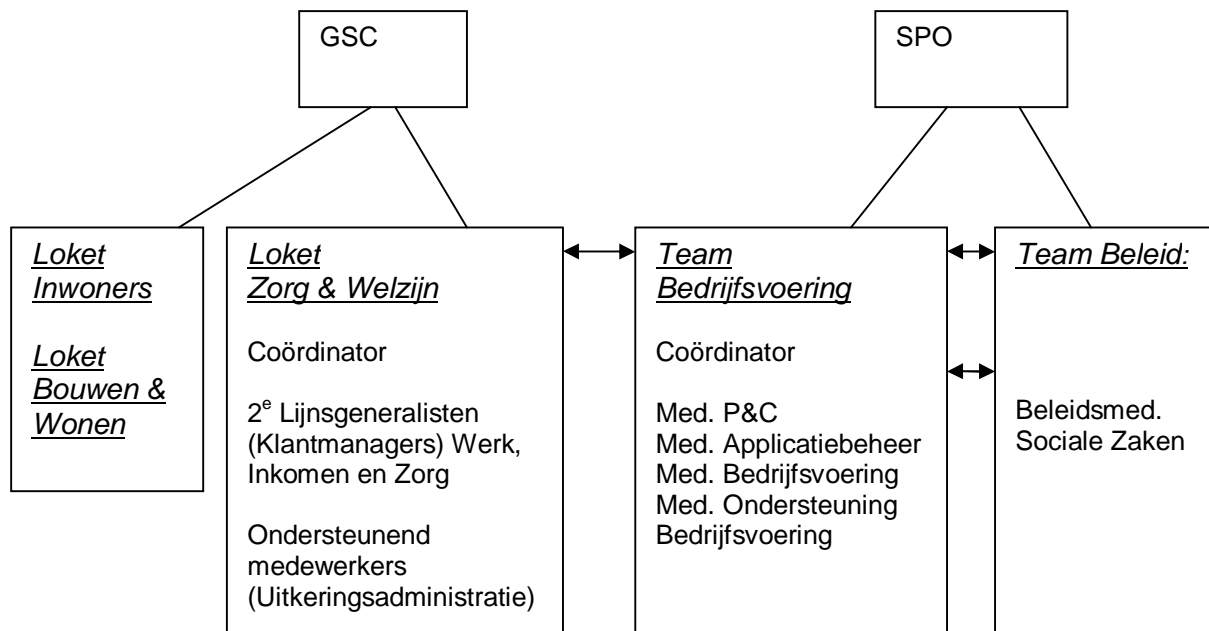 GSC
SPO
Loket
Inwoners
Loket
Bouwen &
Wonen
Loket
Zorg & Welzijn
Coördinator
2e Lijnsgeneralisten
(Klantmanagers) Werk,
Inkomen en Zorg
Ondersteunend
medewerkers
(Uitkeringsadministratie)
Team
Bedrijfsvoering
Coördinator
Med. P&C
Med. Applicatiebeheer
Med. Bedrijfsvoering
Med. Ondersteuning
Bedrijfsvoering
Team Beleid:
Beleidsmed.
Sociale Zaken